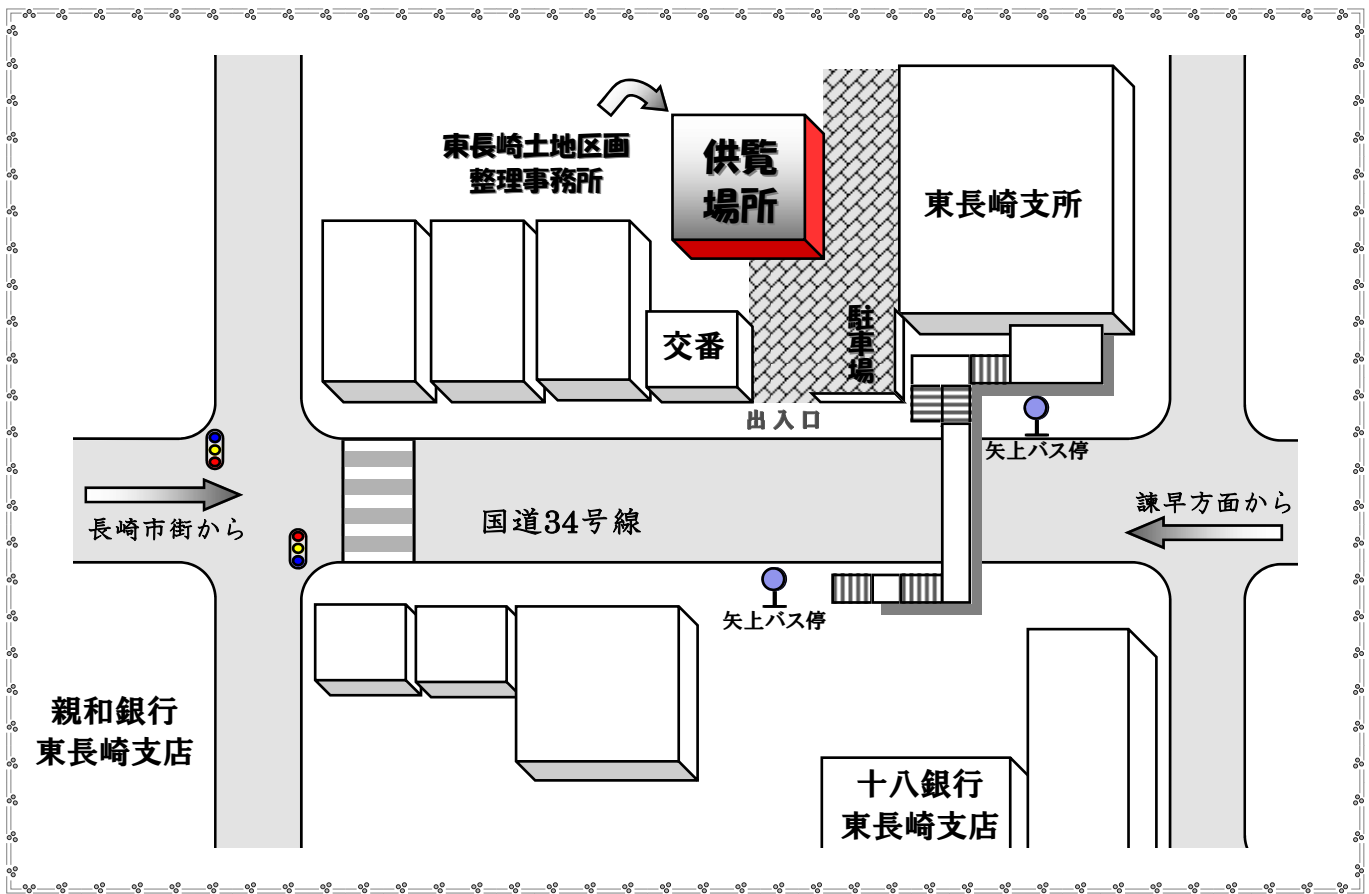 東長崎土地区画
整理事務所
供覧
場所
東長崎支所
駐車場
交番
出入口
矢上バス停
長崎市街から
国道34号線
諫早方面から
矢上バス停
親和銀行
東長崎支店
十八銀行
東長崎支店